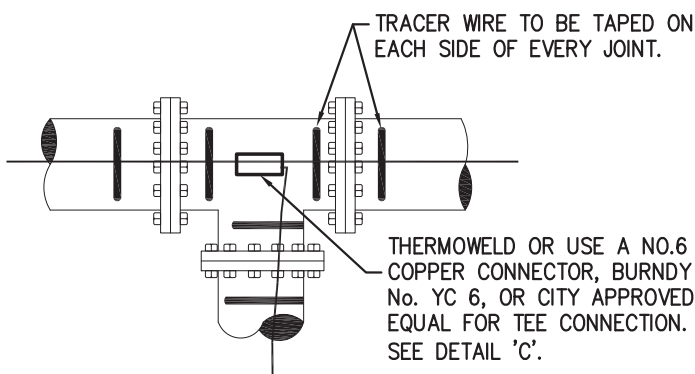 TRACER WIRE TO BE TAPED ON
EACH SIDE OF EVERY JOINT.
THERMOWELD OR USE A NO.6
COPPER CONNECTOR, BURNDY
No. YC 6, OR CITY APPROVED
EQUAL FOR TEE CONNECTION.
SEE DETAIL 'C'.